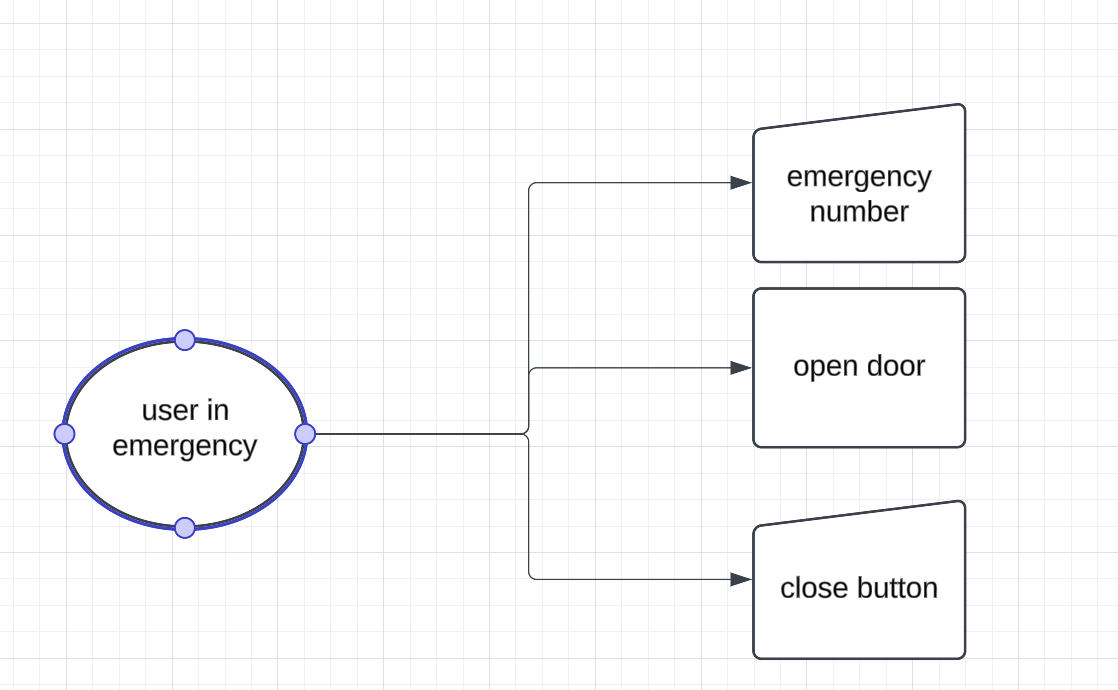 emergency
number
open door
user in
emergency
close button